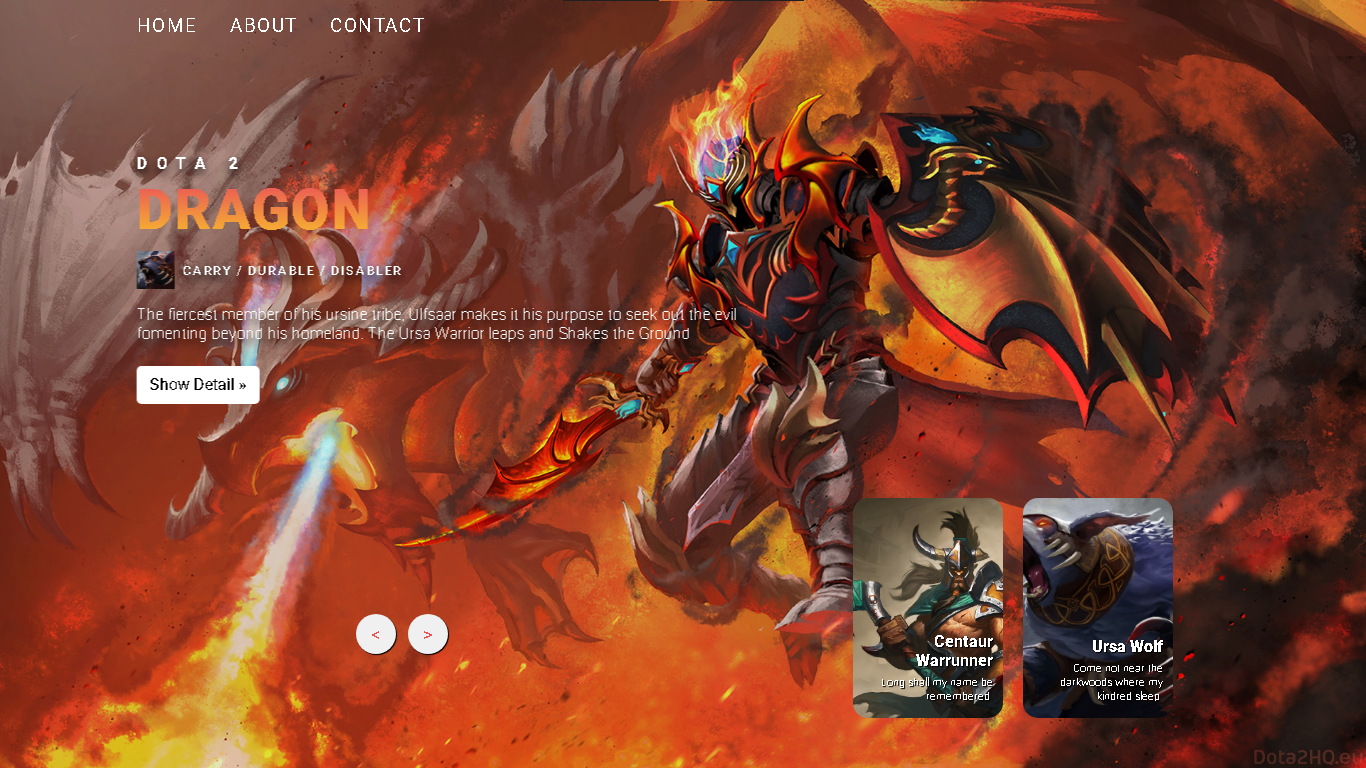 HOME ABOUT CONTACT
DOTA 2
DRAGON
CARRY / DURABLE / DISABLER
The fiercest member of his ursine tribe, Ulfsaar makes it his purpose to seek out the evil
fomenting beyond his homeland. The Ursa Warrior leaps and Shakes the Ground
Show Detail »
< >
Centaur
Warrunner
Long shall my name be
remembered.
Ursa Wolf
Come not near the
darkwoods where my
kindred sleep
Dota2HQ.eu